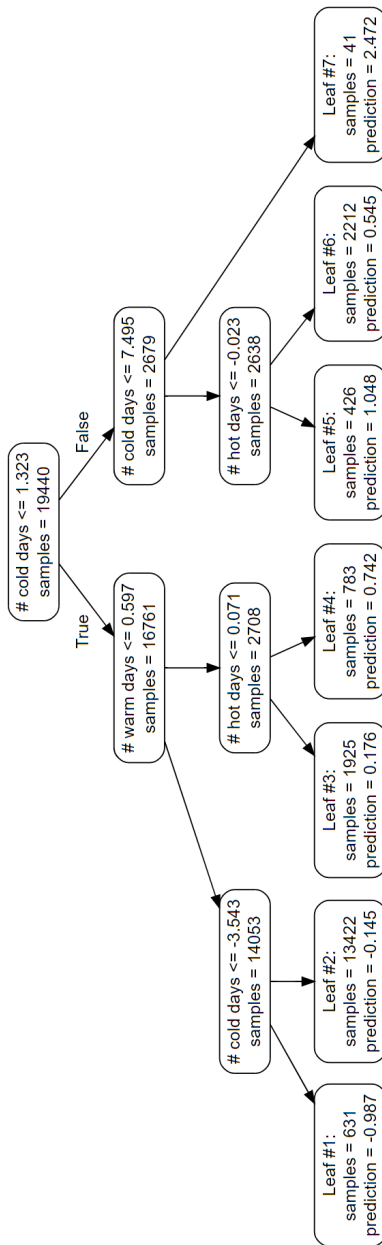 # cold days <= 1.323
samples = 19440
True
False
# warm days <= 0.597
samples = 16761
# cold days <= 7.495
samples = 2679
# cold days <= -3.543
samples = 14053
# hot days <= 0.071
samples = 2708
# hot days <= -0.023
samples = 2638
Leaf #1:
samples = 631
prediction = -0.987
Leaf #2:
samples = 13422
prediction = -0.145
Leaf #3:
samples = 1925
prediction = 0.176
Leaf #4:
samples = 783
prediction = 0.742
Leaf #5:
samples = 426
prediction = 1.048
Leaf #6:
samples = 2212
prediction = 0.545
Leaf #7:
samples = 41
prediction = 2.472